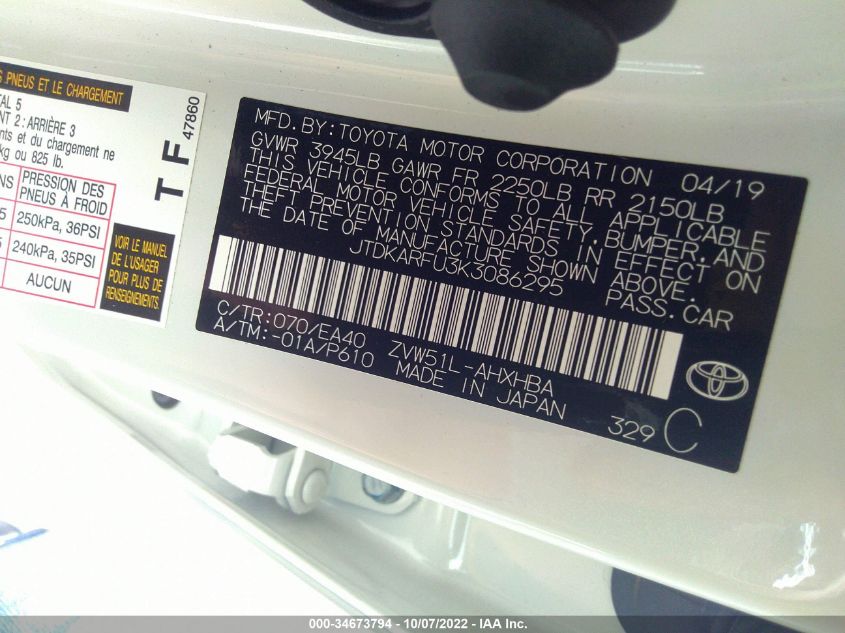 S PNEUS ET LE CHARGEMENT
TAL 5
NT 2 : ARRIÈRE 3
ents et du chargement ne
kg ou 825 lb.
NS
PRESSION DES
PNEUS À FROID
5
250kPa, 36PSI
5
240kPa, 35PSI
AUCUN
TF
47860
VOIR LE MANUEL
DE L'USAGER
POUR PLUS DE
RENSEIGNEMENTS
MFD. BY: TOYOTA MOTOR CORPORATION 04/19
GVWR 3945LB GAWR FR 2250LB RR 2150LB
THIS VEHICLE CONFORMS TO ALL APPLICABLE
FEDERAL MOTOR VEHICLE SAFETY, BUMPER, AND
THEFT PREVENTION STANDARDS IN EFFECT ON
THE DATE OF MANUFACTURE SHOWN ABOVE.
JTDKARFU3K3086295 PASS.CAR
C/TR:070/EA40 ZVW51L-AHXHBA
A/TM:-01A/P610 MADE IN JAPAN
329 C
000-34673794 - 10/07/2022 - IAA Inc.